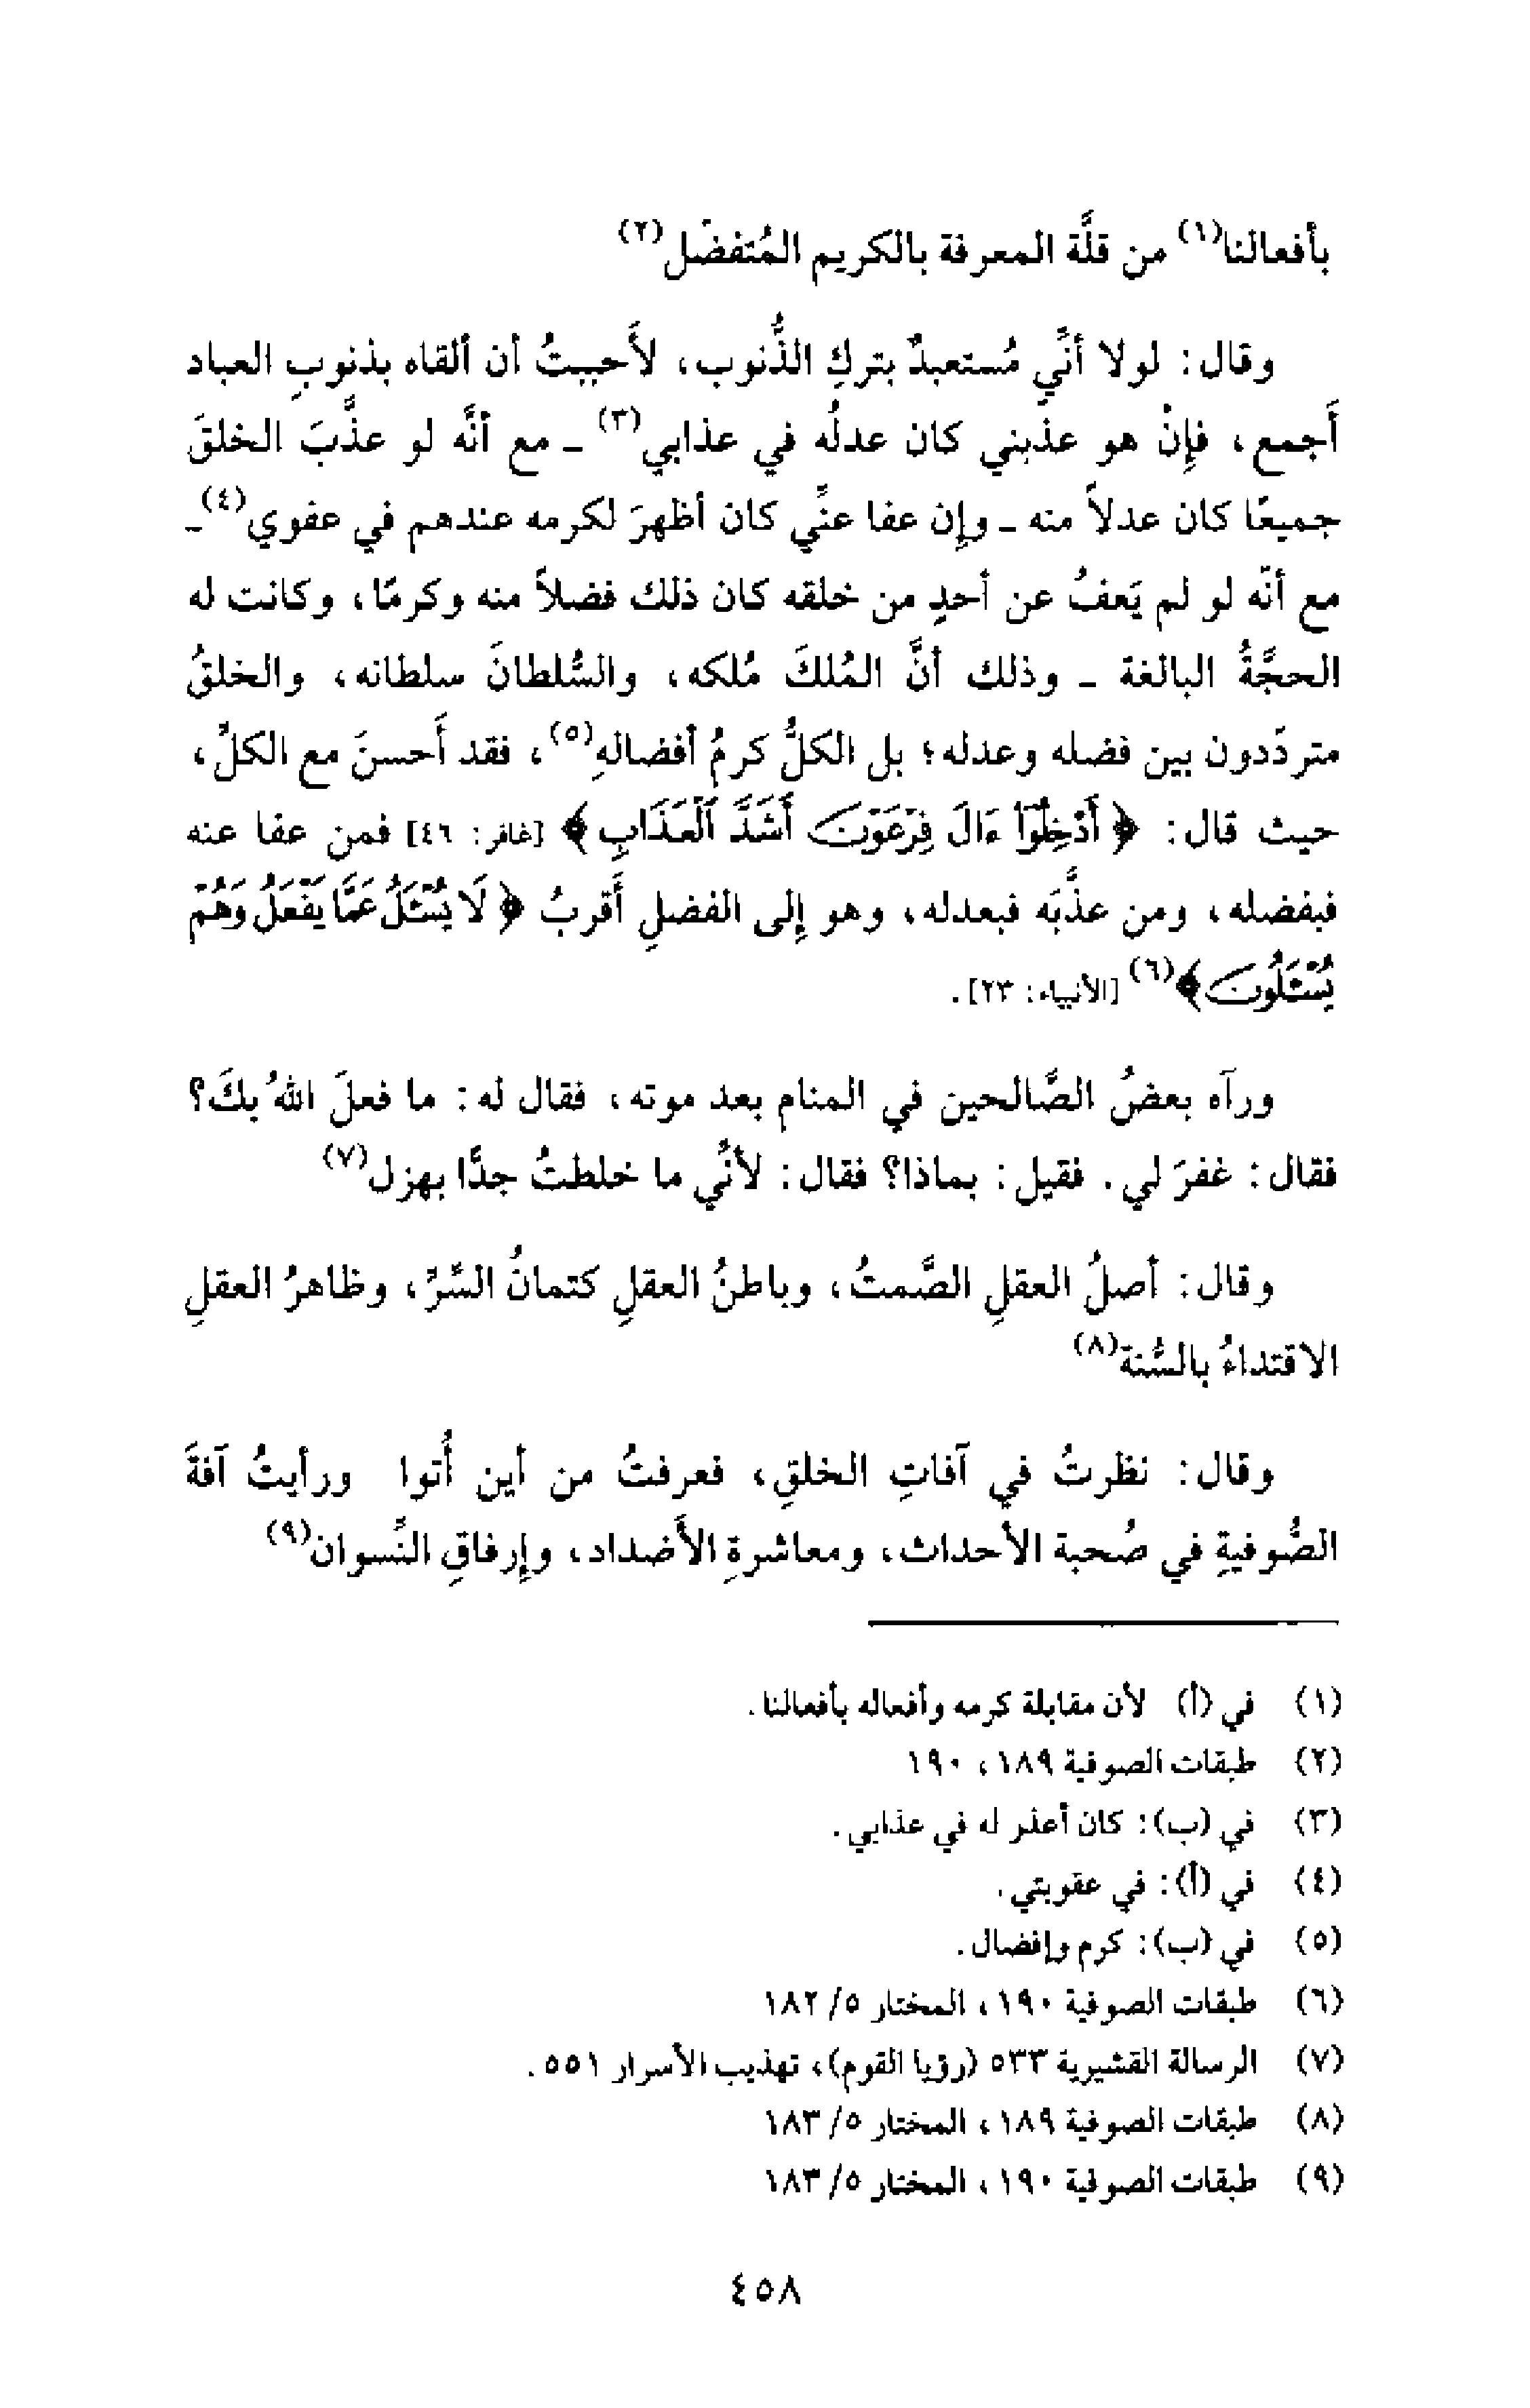 بأفعالنا(١) من قلَّة المعرفة بالكريم المُتفضّل(٢)
وقال: لولا أنِّي مُستعبدٌ بتركِ الذُّنوب، لأَحببتُ أن ألقاه بذنوبِ العباد
أَجمع، فإنْ هو عذّبني كان عدلُه في عذابي(٣) ـ مع أنَّه لو عذَّبَ الخلقَ
جميعًا كان عدلاً منه ـ وإن عفا عنِّي كان أظهرَ لكرمه عندهم في عفوي(٤)ـ
مع أنّه لو لم يَعفُ عن أحدٍ من خلقه كان ذلك فضلاً منه وكرمًا، وكانت له
الحجَّةُ البالغة ـ وذلك أنَّ المُلكَ مُلكه، والسُّلطانَ سلطانه، والخلقُ
متردّدون بين فضله وعدله؛ بل الكلُّ كرمُ أفضالهِ(٥)، فقد أَحسنَ مع الكلِّ،
حيث قال: ﴿أَدْخِلُوٓا۟ ءَالَ فِرْعَوْنَ أَشَدَّ ٱلْعَذَابِ﴾ [غافر: ٤٦] فمن عفا عنه
فبفضله، ومن عذَّبَه فبعدله، وهو إلى الفضلِ أَقربُ ﴿لَا يُسْـَٔلُ عَمَّا يَفْعَلُ وَهُمْ
يُسْـَٔلُونَ﴾(٦) [الأنبياء: ٢٣].
ورآه بعضُ الصَّالحين في المنام بعد موته، فقال له: ما فعلَ اللهُ بكَ؟
فقال: غفرَ لي. فقيل: بماذا؟ فقال: لأنِّي ما خلطتُ جدًّا بهزل(٧)
وقال: أصلُ العقلِ الصَّمتُ، وباطنُ العقلِ كتمانُ السِّرِّ، وظاهرُ العقلِ
الاقتداءُ بالسُّنة(٨)
وقال: نظرتُ في آفاتِ الخلقِ، فعرفتُ من أين أُتوا ورأيتُ آفةَ
الصُّوفيةِ في صُحبة الأحداث، ومعاشرةِ الأَضداد، وإرفاقِ النِّسوان(٩)
(١) في (أ) لأن مقابلة كرمه وأفعاله بأفعالنا.
(٢) طبقات الصوفية ١٨٩، ١٩٠
(٣) في (ب): كان أعذر له في عذابي.
(٤) في (أ): في عقوبتي.
(٥) في (ب): كرم وإفضال.
(٦) طبقات الصوفية ١٩٠، المختار ٥/ ١٨٢
(٧) الرسالة القشيرية ٥٣٣ (رؤيا القوم)، تهذيب الأسرار ٥٥١.
(٨) طبقات الصوفية ١٨٩، المختار ٥/ ١٨٣
(٩) طبقات الصوفية ١٩٠، المختار ٥/ ١٨٣
٤٥٨